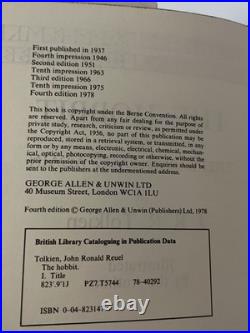 First published in 1937
Fourth impression 1946
Second edition 1951
Tenth impression 1963
Third edition 1966
Tenth impression 1975
Fourth edition 1978
This book is copyright under the Berne Convention. All rights
are reserved. Apart from any fair dealing for the purpose of
private study, research, criticism or review, as permitted under the
Copyright Act, 1956, no part of this publication may be
reproduced, stored in a retrieval system, or transmitted, in any
form or by any means, electronic, electrical, chemical, mechan-
ical, optical, photocopying, recording or otherwise, without the
prior permission of the copyright owner. Enquiries should be
sent to the publishers at the undermentioned address.
GEORGE ALLEN & UNWIN LTD
40 Museum Street, London WC1A 1LU
Fourth edition © George Allen & Unwin (Publishers) Ltd, 1978
British Library Cataloguing in Publication Data
Tolkien, John Ronald Reuel
The hobbit.
I. Title
823'.9'1J PZ7.T5744 78-40292
ISBN 0-04-823147